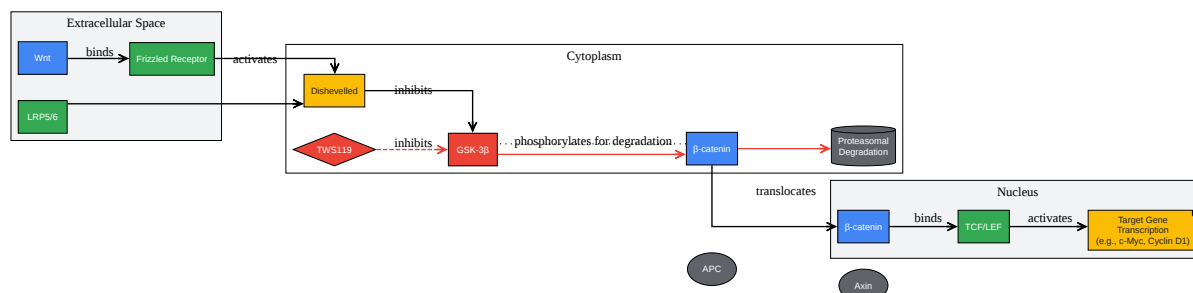 Extracellular Space
Wnt
binds
Frizzled Receptor
activates
LRP5/6
Cytoplasm
Dishevelled
inhibits
TWS119
inhibits
GSK-3β
phosphorylates for degradation
β-catenin
Proteasomal
Degradation
translocates
Nucleus
β-catenin
binds
TCF/LEF
activates
Target Gene
Transcription
(e.g., c-Myc, Cyclin D1)
APC
Axin